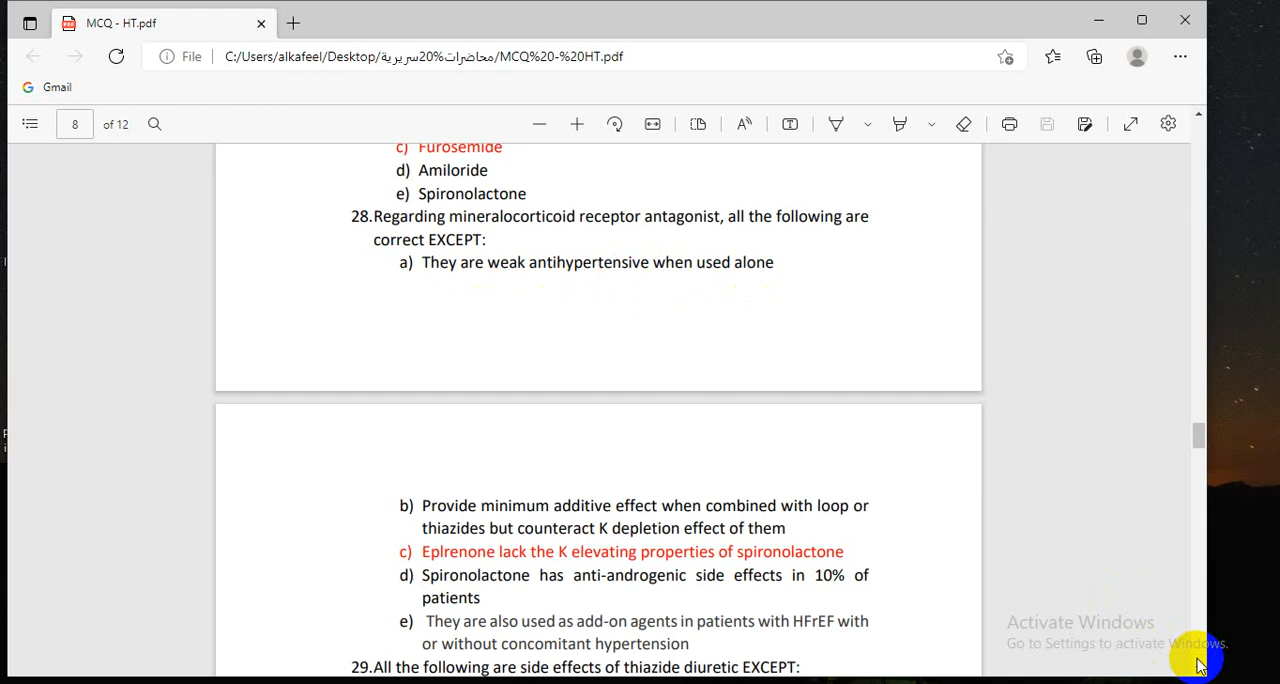 MCQ - HT.pdf
File
C:/Users/alkafeel/Desktop/محاضرات%20سريرية/MCQ%20-%20HT.pdf
Gmail
8 of 12
c) Furosemide
d) Amiloride
e) Spironolactone
28.Regarding mineralocorticoid receptor antagonist, all the following are
correct EXCEPT:
a) They are weak antihypertensive when used alone
b) Provide minimum additive effect when combined with loop or
thiazides but counteract K depletion effect of them
c) Eplrenone lack the K elevating properties of spironolactone
d) Spironolactone has anti-androgenic side effects in 10% of
patients
e) They are also used as add-on agents in patients with HFrEF with
or without concomitant hypertension
29.All the following are side effects of thiazide diuretic EXCEPT:
Activate Windows
Go to Settings to activate Windows.